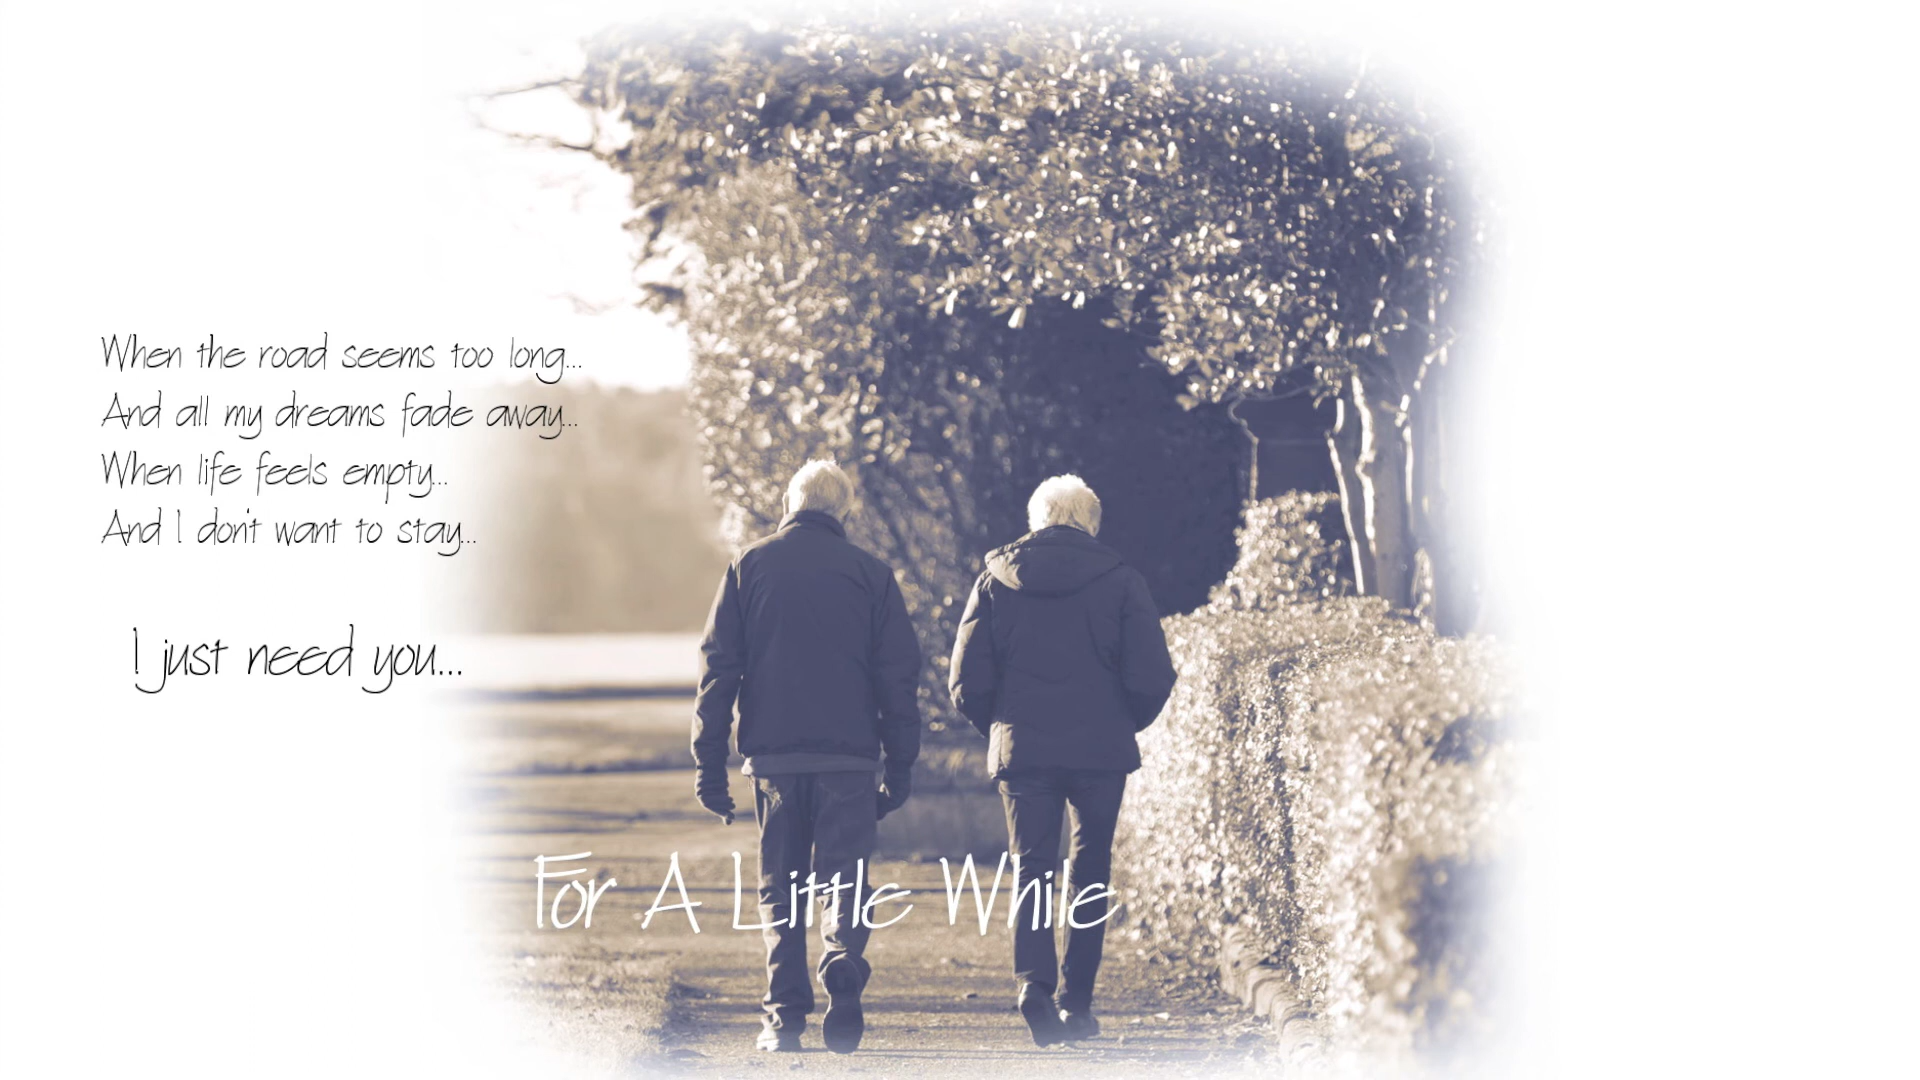 When the road seems too long...
And all my dreams fade away...
When life feels empty...
And I don't want to stay...
I just need you...
For A Little While